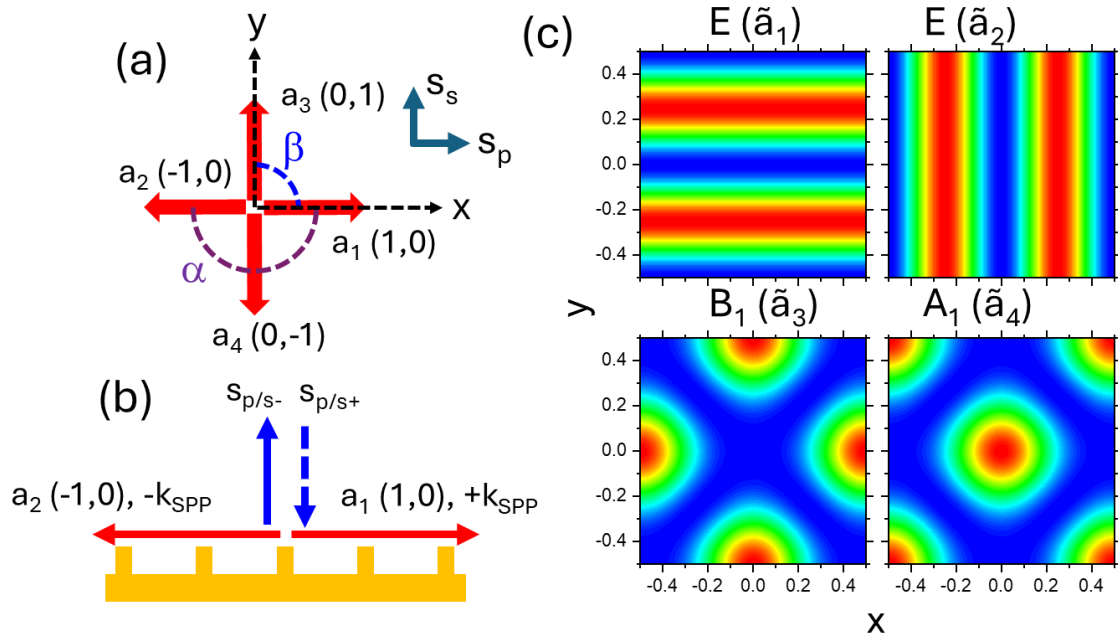 (a)
y
a3 (0,1)
ss
sp
β
a2 (-1,0)
x
a1 (1,0)
α
a4 (0,-1)
(b)
sp/s-
sp/s+
a2 (-1,0), -kSPP
a1 (1,0), +kSPP
(c)
E (ã1)
E (ã2)
0.4
0.2
0.0
-0.2
-0.4
B1 (ã3)
A1 (ã4)
y
0.4
0.2
0.0
-0.2
-0.4
-0.4 -0.2 0.0 0.2 0.4
-0.4 -0.2 0.0 0.2 0.4
x